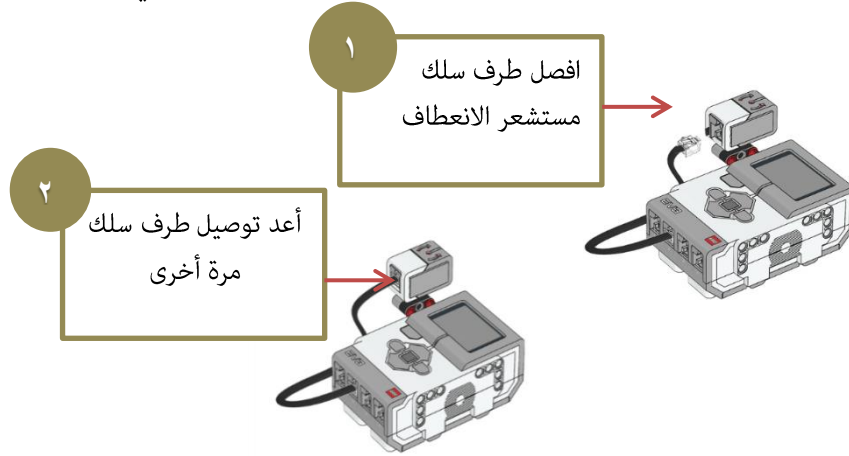 ١
افصل طرف سلك
مستشعر الانعطاف
٢
أعد توصيل طرف سلك
مرة أخرى